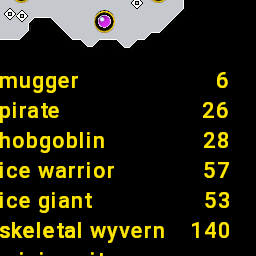 mugger 6
pirate 26
hobgoblin 28
ice warrior 57
ice giant 53
skeletal wyvern 140